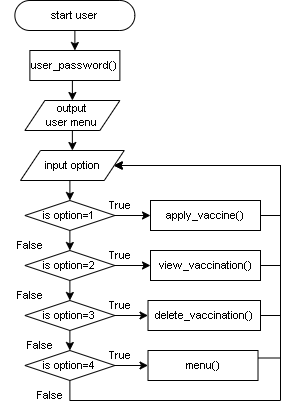 start user
user_password()
output
user menu
input option
is option=1
True
apply_vaccine()
False
is option=2
True
view_vaccination()
False
is option=3
True
delete_vaccination()
False
is option=4
True
menu()
False